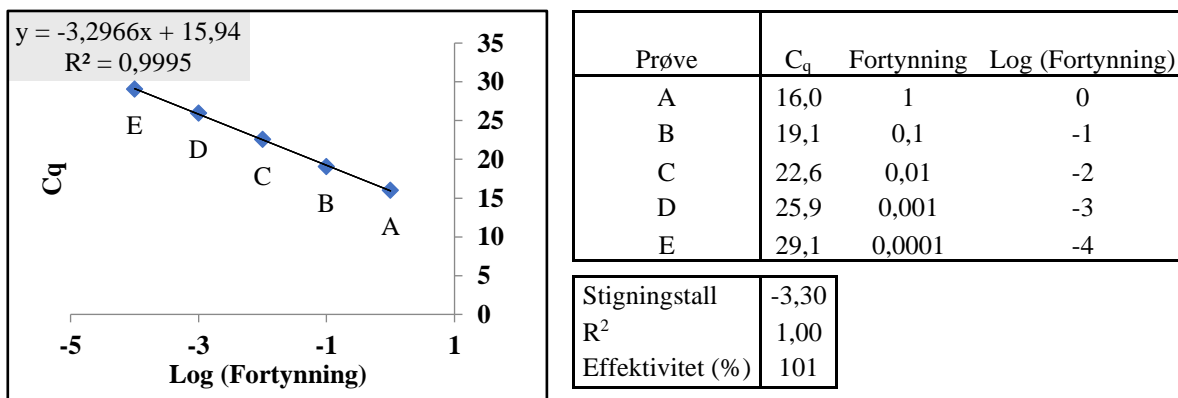 y = -3,2966x + 15,94
R² = 0,9995
35
30
25
20
15
10
5
0
E
D
C
B
A
Cq
-5 -3 -1 1
Log (Fortynning)
Prøve Cq Fortynning Log (Fortynning)
A 16,0 1 0
B 19,1 0,1 -1
C 22,6 0,01 -2
D 25,9 0,001 -3
E 29,1 0,0001 -4
Stigningstall -3,30
R² 1,00
Effektivitet (%) 101